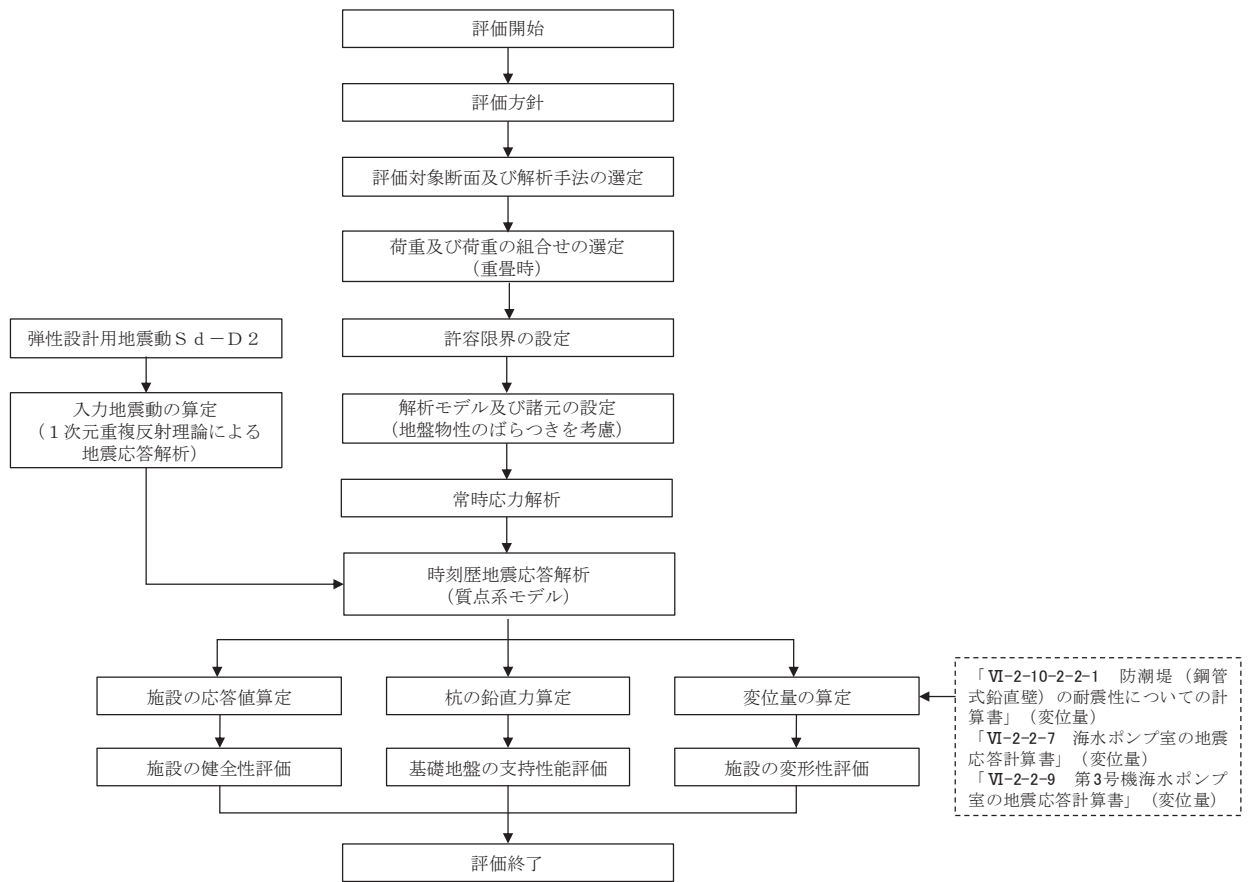 評価開始
評価方針
評価対象断面及び解析手法の選定
荷重及び荷重の組合せの選定
（重畳時）
弾性設計用地震動Ｓｄ－Ｄ２
許容限界の設定
入力地震動の算定
（１次元重複反射理論による
地震応答解析）
解析モデル及び諸元の設定
（地盤物性のばらつきを考慮）
常時応力解析
時刻歴地震応答解析
（質点系モデル）
施設の応答値算定
杭の鉛直力算定
変位量の算定
「Ⅵ-2-10-2-2-1　防潮堤（鋼管
式鉛直壁）の耐震性についての計
算書」（変位量）
「Ⅵ-2-2-7　海水ポンプ室の地震
応答計算書」（変位量）
「Ⅵ-2-2-9　第3号機海水ポンプ
室の地震応答計算書」（変位量）
施設の健全性評価
基礎地盤の支持性能評価
施設の変形性評価
評価終了